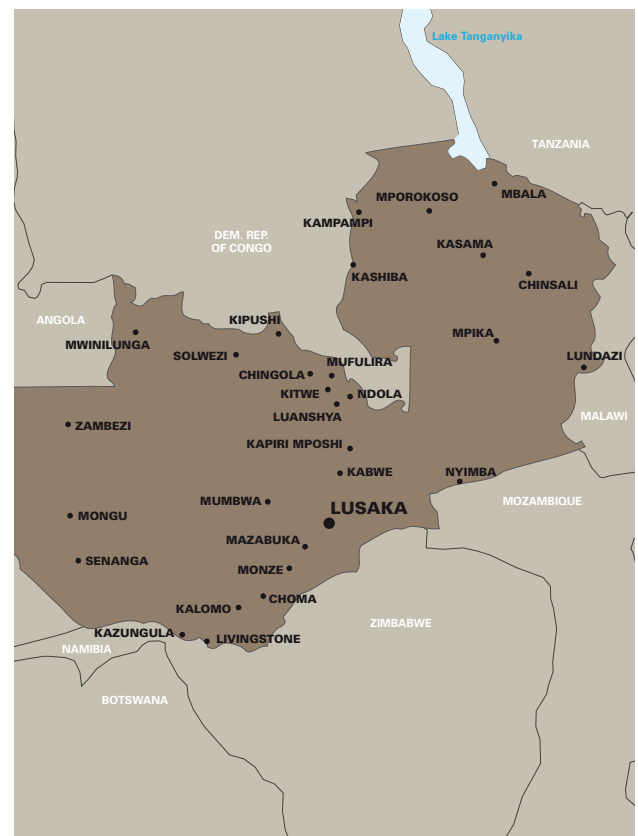 Lake Tanganyika
TANZANIA
MBALA
MPOROKOSO
KAMPAMPI
DEM. REP.
OF CONGO
KASAMA
KASHIBA
CHINSALI
ANGOLA
KIPUSHI
MWINILUNGA
SOLWEZI
MPIKA
LUNDAZI
MUFULIRA
CHINGOLA
KITWE
NDOLA
LUANSHYA
MALAWI
ZAMBEZI
KAPIRI MPOSHI
KABWE
NYIMBA
MUMBWA
MOZAMBIQUE
LUSAKA
MONGU
MAZABUKA
SENANGA
MONZE
CHOMA
KALOMO
ZIMBABWE
KAZUNGULA
LIVINGSTONE
NAMIBIA
BOTSWANA